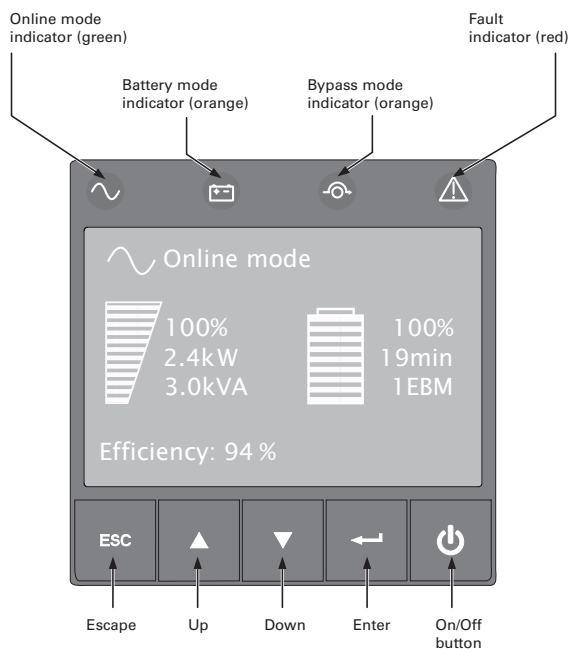 Online mode
indicator (green)
Fault
indicator (red)
Battery mode
indicator (orange)
Bypass mode
indicator (orange)
Online mode
100%
2.4kW
3.0kVA
100%
19min
1EBM
Efficiency: 94 %
ESC
Escape
Up
Down
Enter
On/Off
button